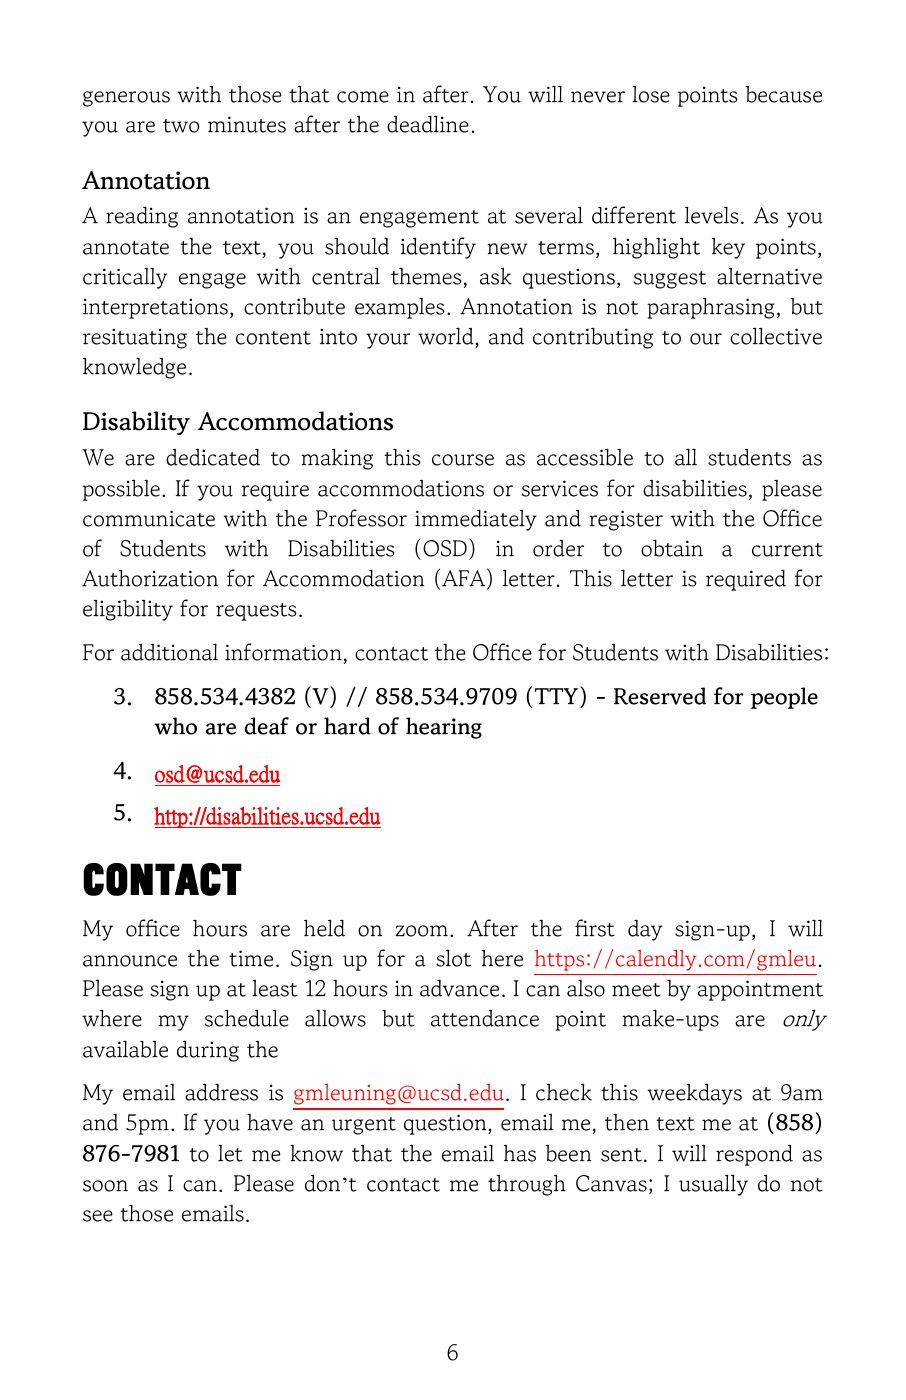 generous with those that come in after. You will never lose points because
you are two minutes after the deadline.
Annotation
A reading annotation is an engagement at several different levels. As you
annotate the text, you should identify new terms, highlight key points,
critically engage with central themes, ask questions, suggest alternative
interpretations, contribute examples. Annotation is not paraphrasing, but
resituating the content into your world, and contributing to our collective
knowledge.
Disability Accommodations
We are dedicated to making this course as accessible to all students as
possible. If you require accommodations or services for disabilities, please
communicate with the Professor immediately and register with the Office
of Students with Disabilities (OSD) in order to obtain a current
Authorization for Accommodation (AFA) letter. This letter is required for
eligibility for requests.
For additional information, contact the Office for Students with Disabilities:
3. 858.534.4382 (V) // 858.534.9709 (TTY) - Reserved for people
who are deaf or hard of hearing
4. osd@ucsd.edu
5. http://disabilities.ucsd.edu
CONTACT
My office hours are held on zoom. After the first day sign-up, I will
announce the time. Sign up for a slot here https://calendly.com/gmleu.
Please sign up at least 12 hours in advance. I can also meet by appointment
where my schedule allows but attendance point make-ups are only
available during the
My email address is gmleuning@ucsd.edu. I check this weekdays at 9am
and 5pm. If you have an urgent question, email me, then text me at (858)
876-7981 to let me know that the email has been sent. I will respond as
soon as I can. Please don’t contact me through Canvas; I usually do not
see those emails.
6